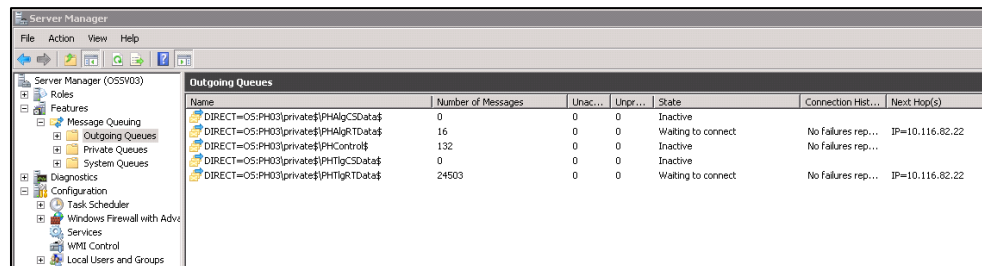 Server Manager
File Action View Help
Server Manager (OSSV03)
Roles
Features
Message Queuing
Outgoing Queues
Private Queues
System Queues
Diagnostics
Configuration
Task Scheduler
Windows Firewall with Adva
Services
WMI Control
Local Users and Groups
Outgoing Queues
Name Number of Messages Unac... Unpr... State Connection Hist... Next Hop(s)
DIRECT=OS:PH03\private$\PHAlgCSData$ 0 0 0 Inactive
DIRECT=OS:PH03\private$\PHAlgRTData$ 16 0 0 Waiting to connect No failures rep... IP=10.116.82.22
DIRECT=OS:PH03\private$\PHControl$ 132 0 0 Inactive No failures rep...
DIRECT=OS:PH03\private$\PHTlgCSData$ 0 0 0 Inactive
DIRECT=OS:PH03\private$\PHTlgRTData$ 24503 0 0 Waiting to connect No failures rep... IP=10.116.82.22